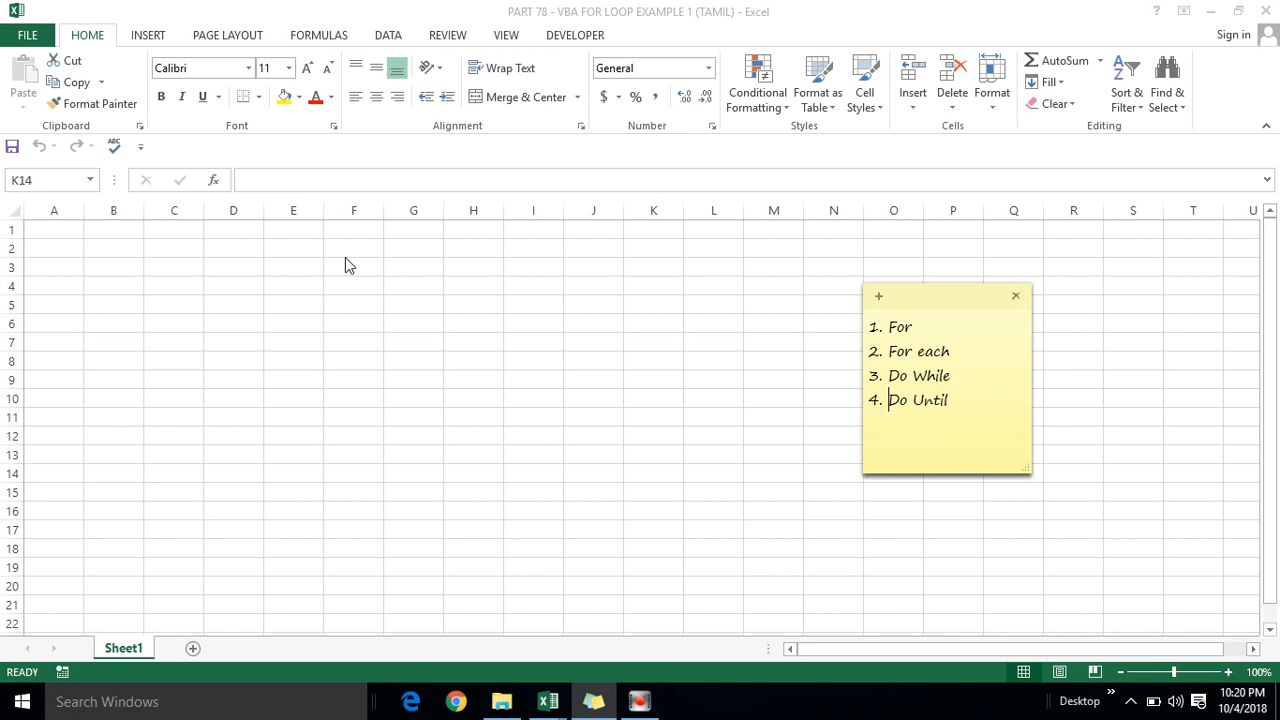 PART 78 - VBA FOR LOOP EXAMPLE 1 (TAMIL) - Excel
?
FILE HOME INSERT PAGE LAYOUT FORMULAS DATA REVIEW VIEW DEVELOPER Sign in
Paste
Cut
Copy
Format Painter
Clipboard
Calibri 11
B I U
Font
Wrap Text
Merge & Center
Alignment
General
$ % ,
Number
Conditional Formatting
Format as Table
Cell Styles
Styles
Insert
Delete
Format
Cells
AutoSum
Fill
Clear
Sort & Filter
Find & Select
Editing
ABC
K14
fx
A B C D E F G H I J K L M N O P Q R S T U
1
2
3
4
5
6
7
8
9
10
11
12
13
14
15
16
17
18
19
20
21
22
1. For
2. For each
3. Do While
4. Do Until
Sheet1
READY
100%
Search Windows
Desktop
10:20 PM
10/4/2018